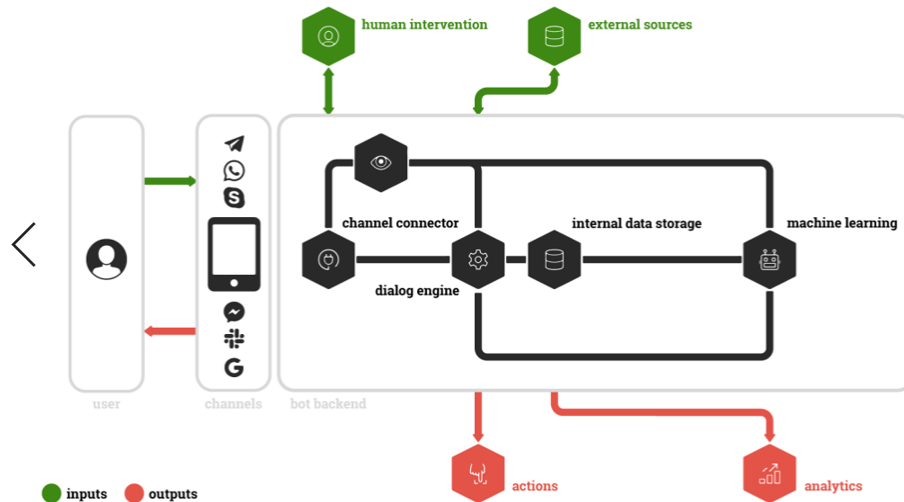 human intervention
external sources
channel connector
internal data storage
machine learning
dialog engine
user
channels
bot backend
actions
analytics
inputs
outputs